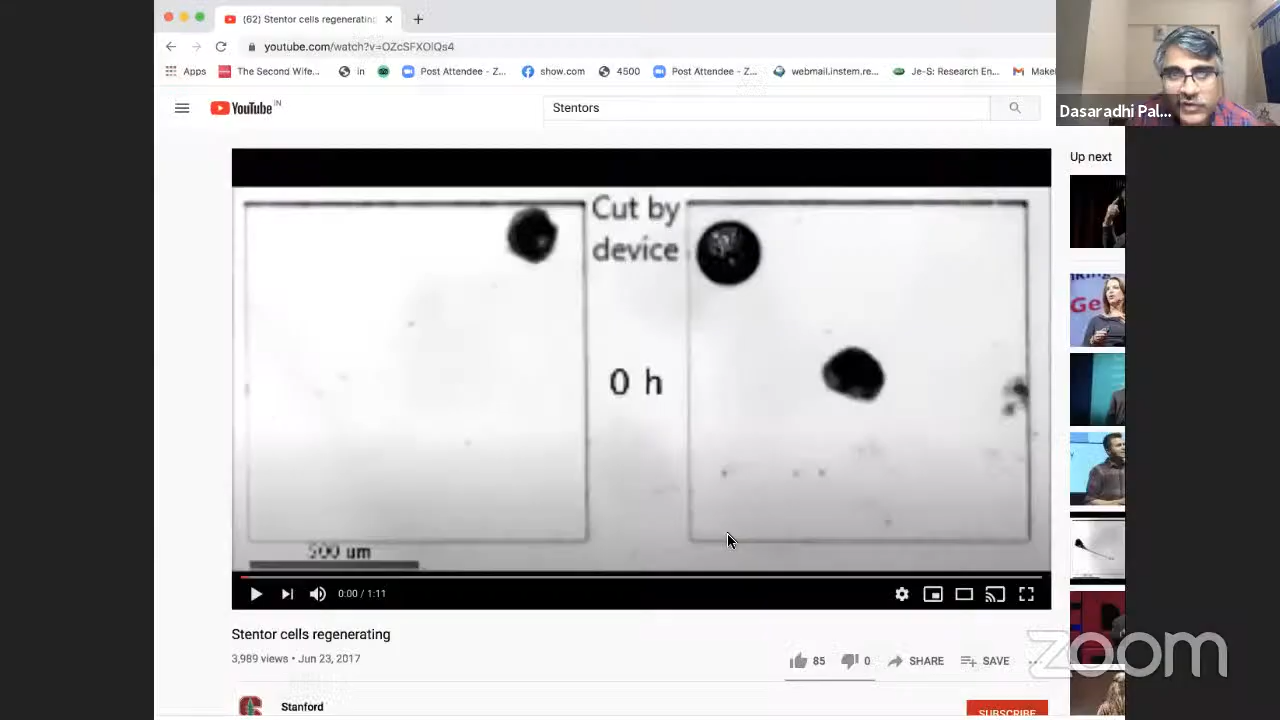 (62) Stentor cells regenerating
youtube.com/watch?v=OZcSFXOlQs4
Apps The Second Wife... in Post Attendee - Z... show.com 4500 Post Attendee - Z... webmail.instem.re... Je-S: Research En... Make
YouTube IN
Stentors
Dasaradhi Pal...
Up next
Cut by
device
0 h
500 um
0:00 / 1:11
Stentor cells regenerating
3,989 views • Jun 23, 2017
85 0 SHARE SAVE ...
Stanford
SUBSCRIBE
Ge
zoom